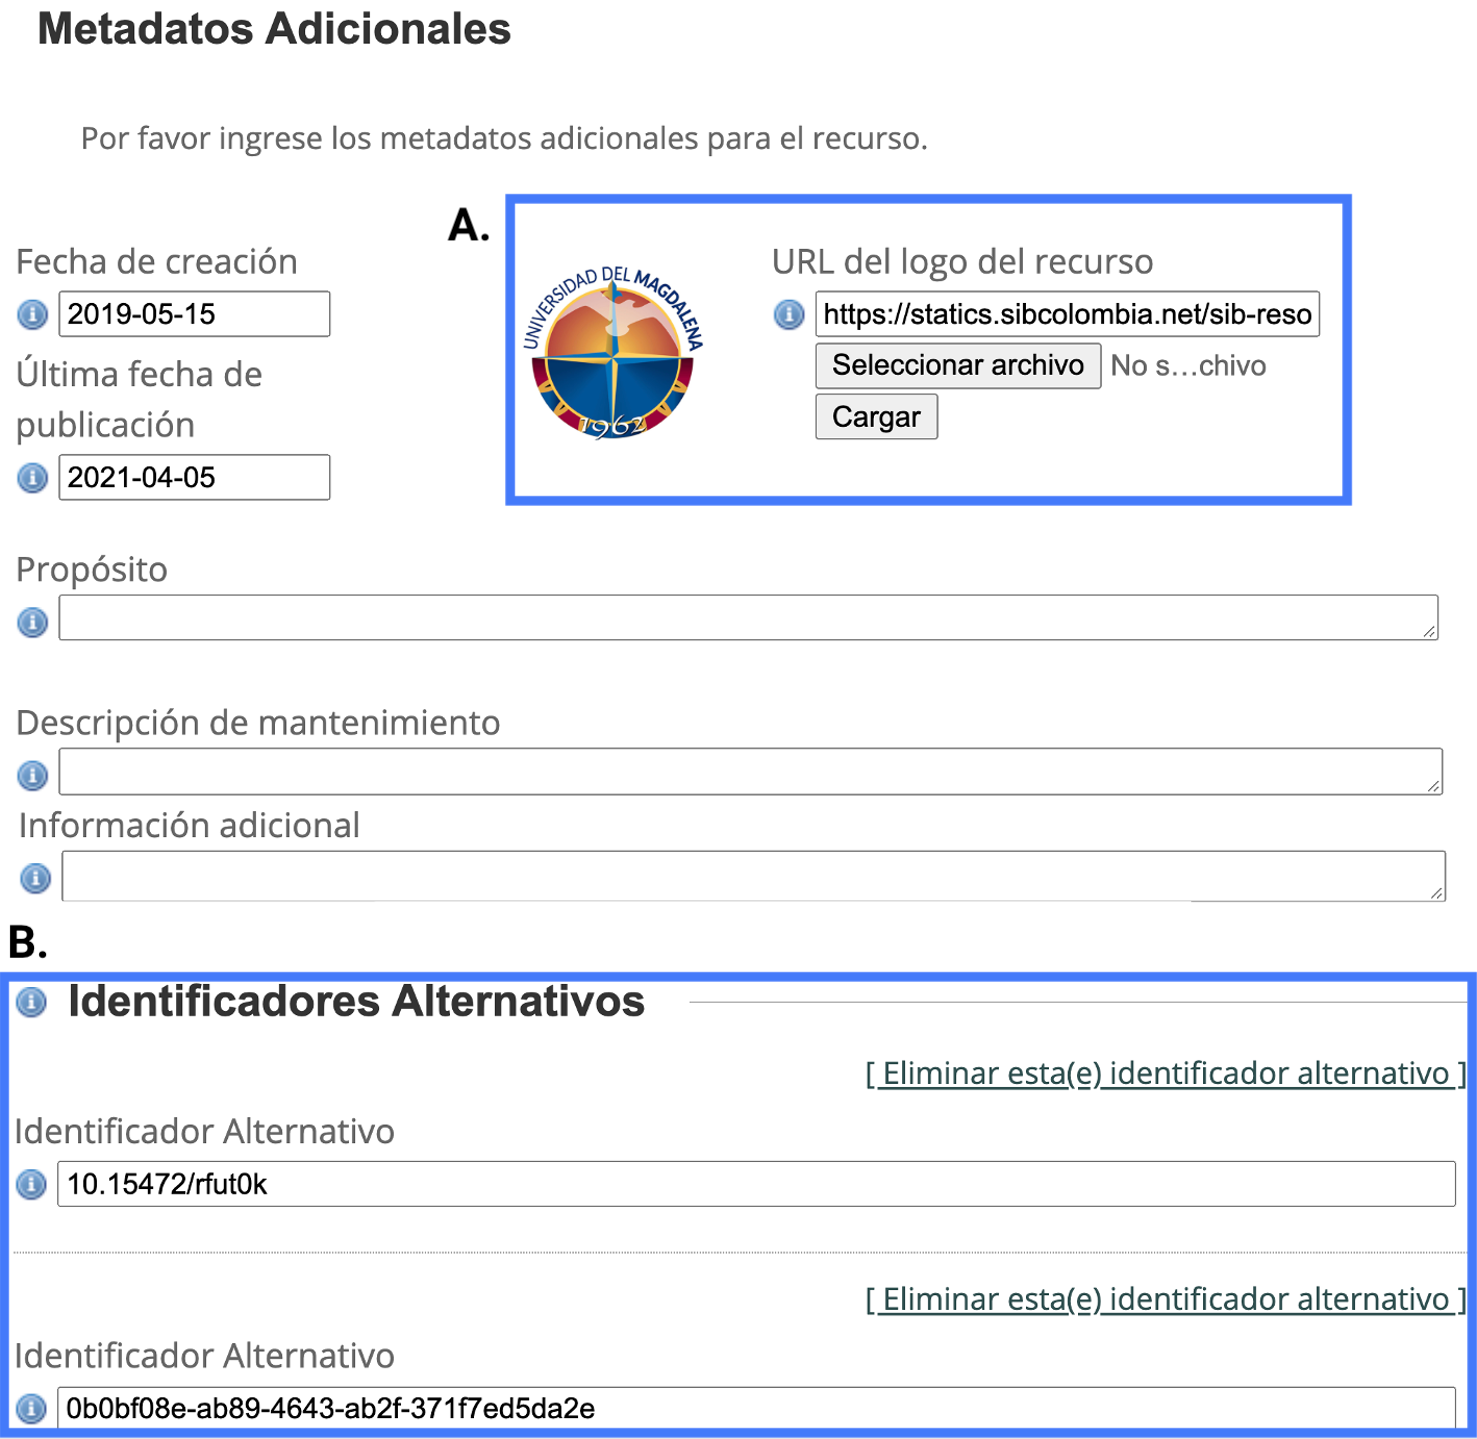 Metadatos Adicionales
Por favor ingrese los metadatos adicionales para el recurso.
A.
Fecha de creación
2019-05-15
Última fecha de
publicación
2021-04-05
UNIVERSIDAD DEL MAGDALENA
1962
URL del logo del recurso
https://statics.sibcolombia.net/sib-reso
Seleccionar archivo No s...chivo
Cargar
Propósito
Descripción de mantenimiento
Información adicional
B.
Identificadores Alternativos
[ Eliminar esta(e) identificador alternativo ]
Identificador Alternativo
10.15472/rfut0k
[ Eliminar esta(e) identificador alternativo ]
Identificador Alternativo
0b0bf08e-ab89-4643-ab2f-371f7ed5da2e